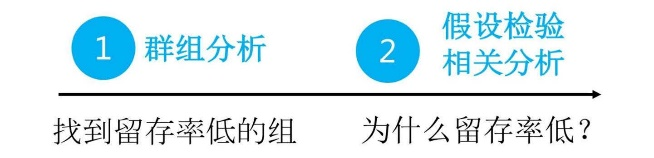 1 群组分析
2 假设检验
相关分析
找到留存率低的组
为什么留存率低？